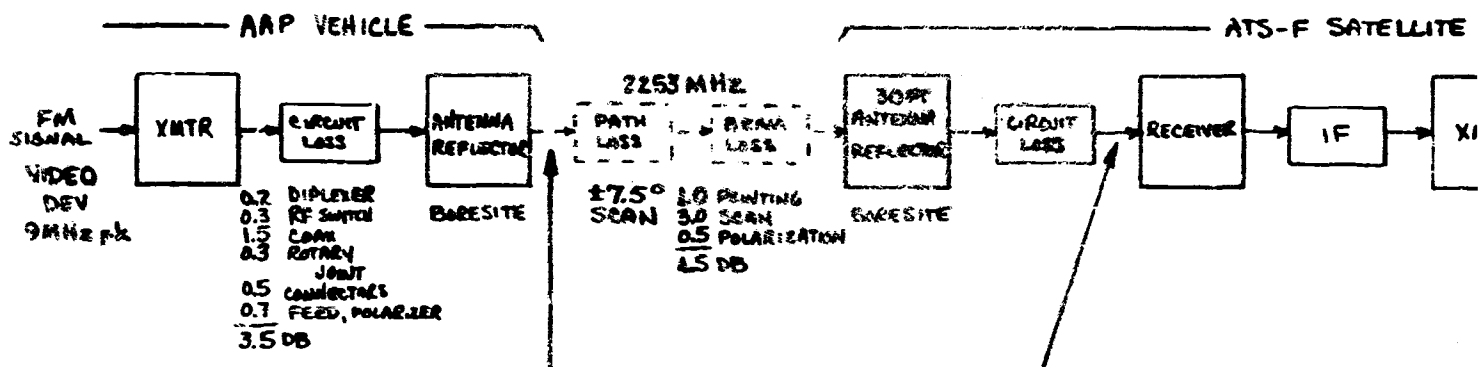 AAP VEHICLE
ATS-F SATELLITE
2253 MHz
FM
SIGNAL
VIDEO
DEV
9MHz pk
XMTR
CIRCUIT
LOSS
0.2 DIPLEXER
0.3 RF SWITCH
1.5 COAX
0.3 ROTARY
JOINT
0.5 CONNECTORS
0.7 FEED, POLARIZER
3.5 DB
ANTENNA
REFLECTOR
BORESITE
PATH
LOSS
±7.5°
SCAN
BEAM
LOSS
1.0 POINTING
3.0 SCAN
0.5 POLARIZATION
4.5 DB
30FT
ANTENNA
REFLECTOR
BORESITE
CIRCUIT
LOSS
RECEIVER
IF